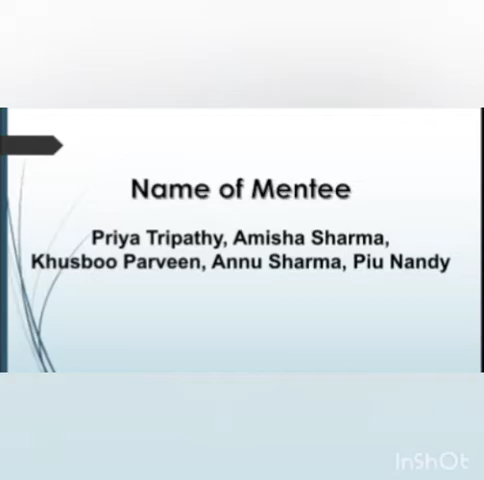 Name of Mentee
Priya Tripathy, Amisha Sharma,
Khusboo Parveen, Annu Sharma, Piu Nandy
InShOt